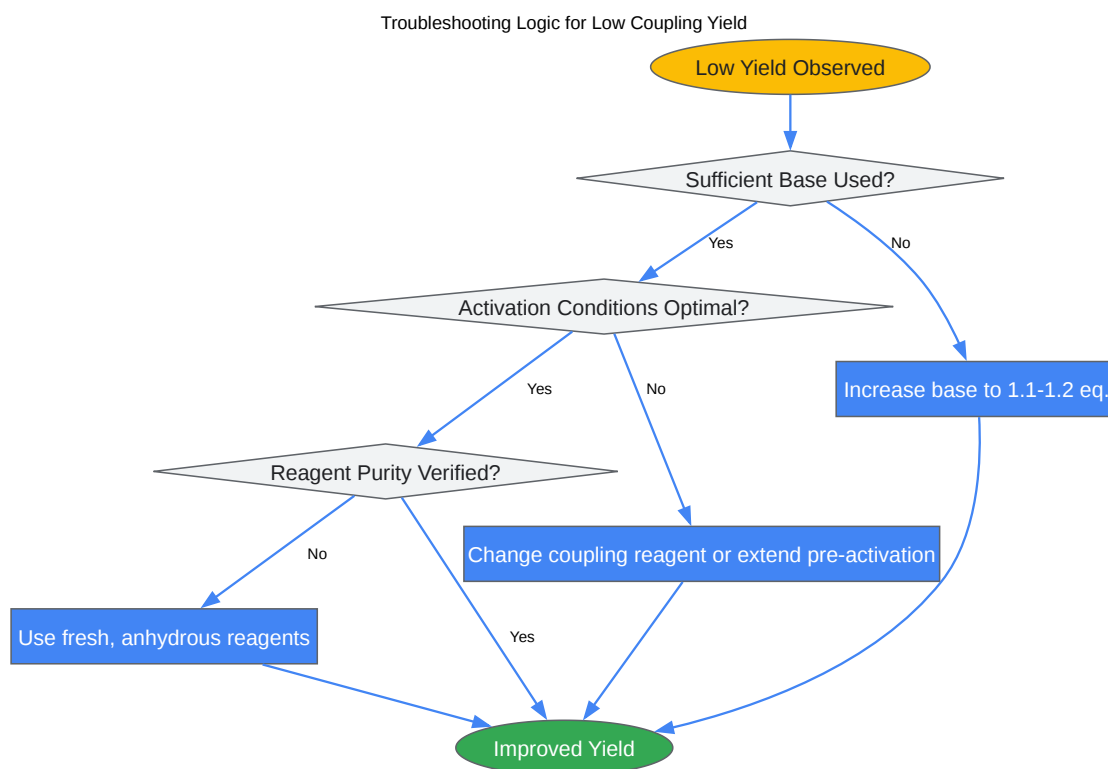 Troubleshooting Logic for Low Coupling Yield
Low Yield Observed
Sufficient Base Used?
Yes
No
Activation Conditions Optimal?
Yes
No
Increase base to 1.1-1.2 eq.
Reagent Purity Verified?
No
Yes
Change coupling reagent or extend pre-activation
Use fresh, anhydrous reagents
Improved Yield